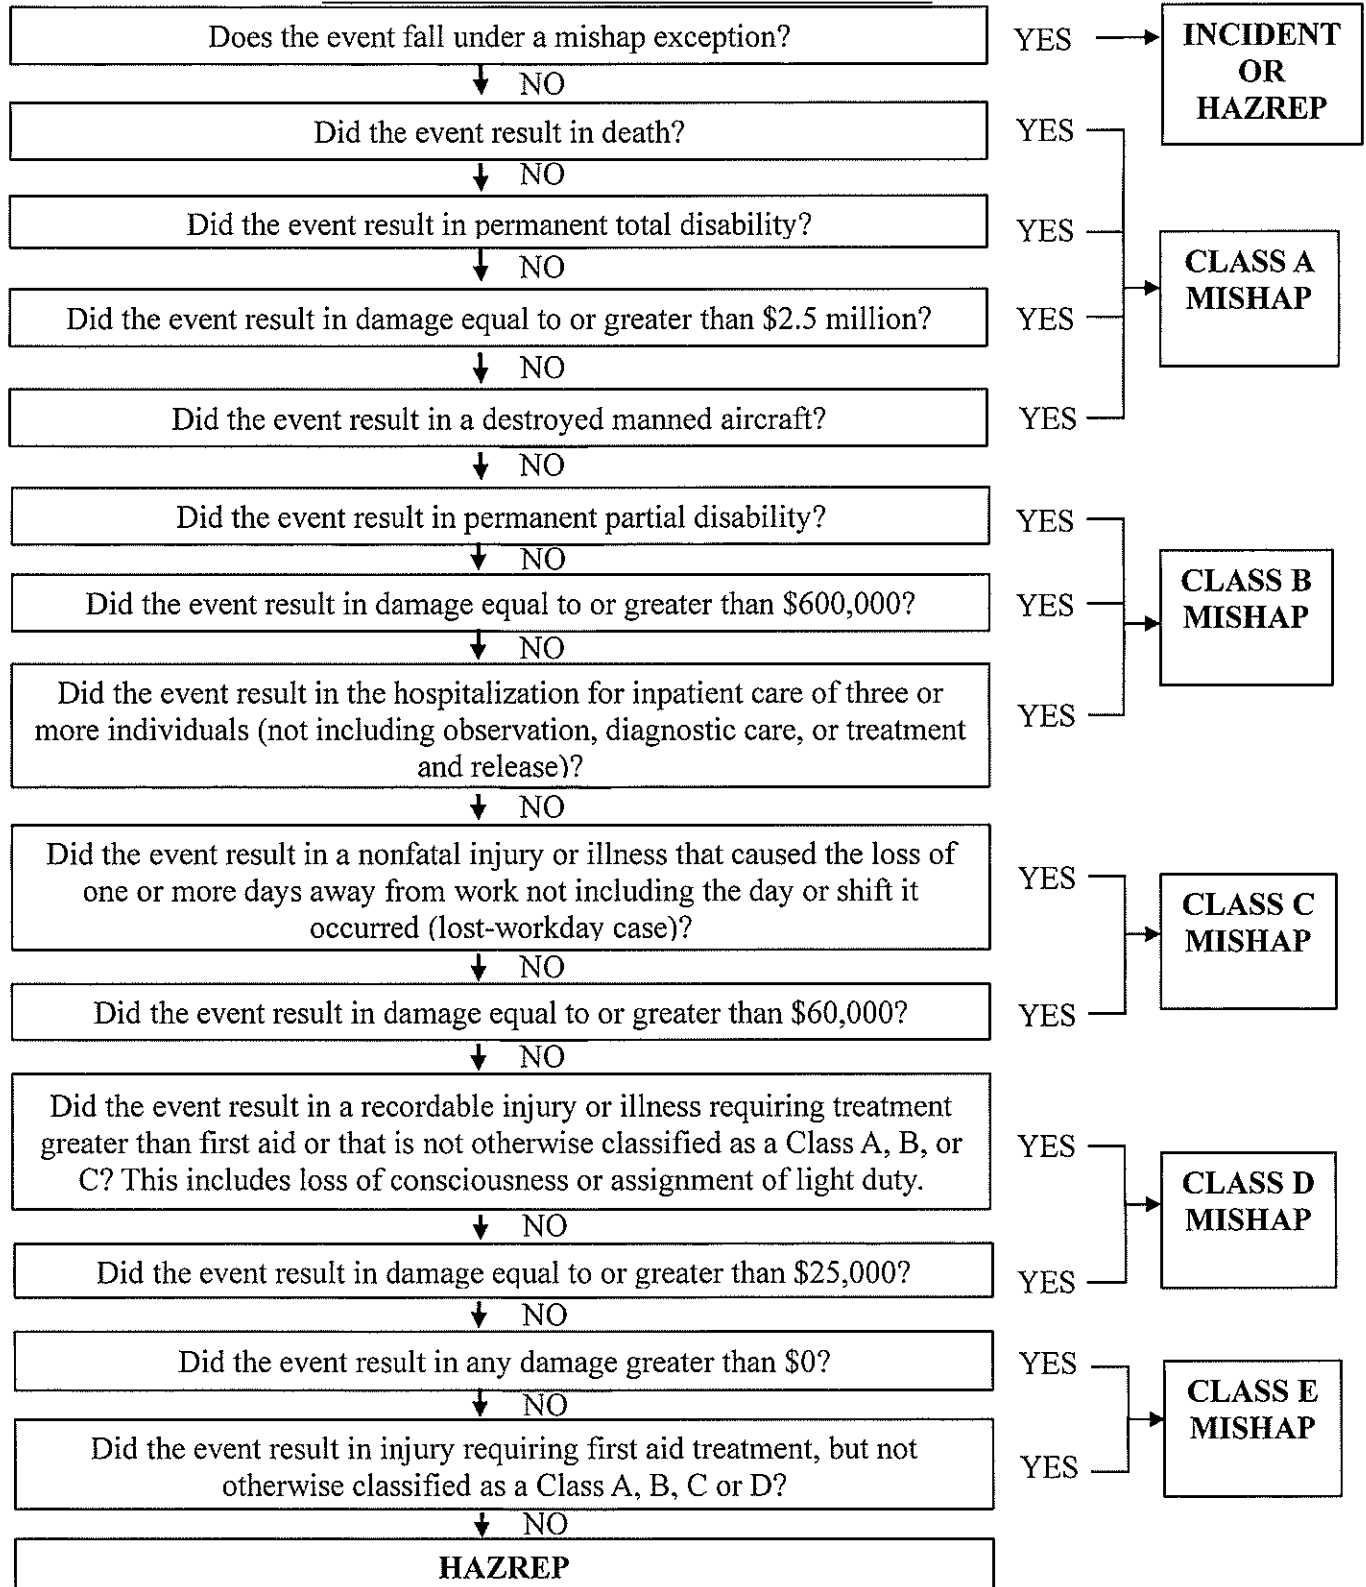 Does the event fall under a mishap exception?
YES
INCIDENT
OR
HAZREP
NO
Did the event result in death?
YES
NO
Did the event result in permanent total disability?
YES
CLASS A
MISHAP
NO
Did the event result in damage equal to or greater than $2.5 million?
YES
NO
Did the event result in a destroyed manned aircraft?
YES
NO
Did the event result in permanent partial disability?
YES
NO
Did the event result in damage equal to or greater than $600,000?
YES
CLASS B
MISHAP
NO
Did the event result in the hospitalization for inpatient care of three or
more individuals (not including observation, diagnostic care, or treatment
and release)?
YES
NO
Did the event result in a nonfatal injury or illness that caused the loss of
one or more days away from work not including the day or shift it
occurred (lost-workday case)?
YES
CLASS C
MISHAP
NO
Did the event result in damage equal to or greater than $60,000?
YES
NO
Did the event result in a recordable injury or illness requiring treatment
greater than first aid or that is not otherwise classified as a Class A, B, or
C? This includes loss of consciousness or assignment of light duty.
YES
CLASS D
MISHAP
NO
Did the event result in damage equal to or greater than $25,000?
YES
NO
Did the event result in any damage greater than $0?
YES
CLASS E
MISHAP
NO
Did the event result in injury requiring first aid treatment, but not
otherwise classified as a Class A, B, C or D?
YES
NO
HAZREP